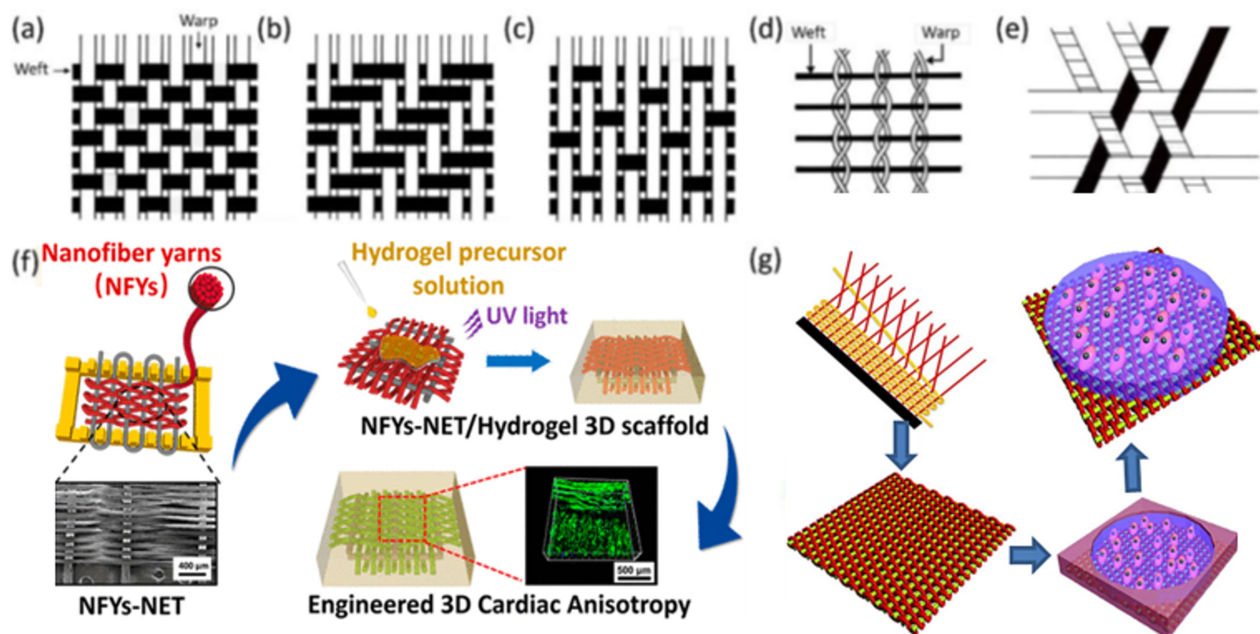 (a)
Warp
Weft
(b)
(c)
(d)
Weft
Warp
(e)
(f)
Nanofiber yarns
(NFYs)
400 μm
NFYs-NET
Hydrogel precursor
solution
UV light
NFYs-NET/Hydrogel 3D scaffold
500 μm
Engineered 3D Cardiac Anisotropy
(g)